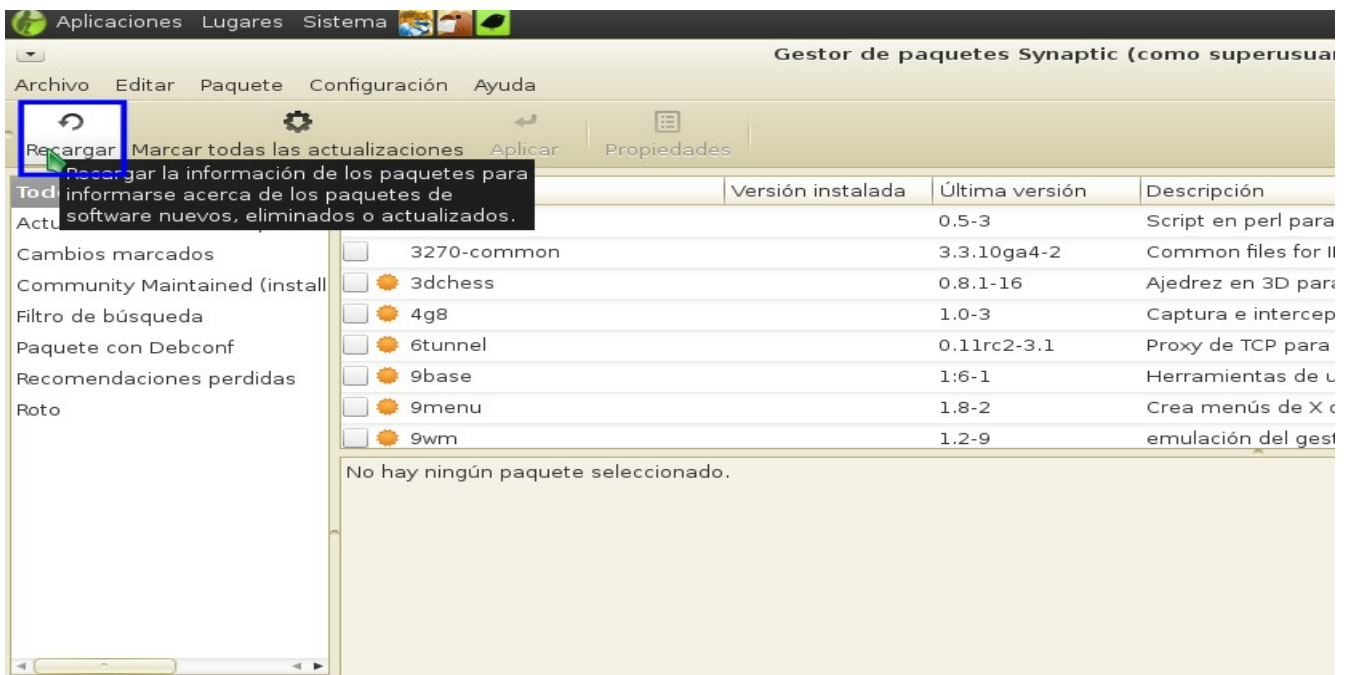 Aplicaciones Lugares Sistema
Gestor de paquetes Synaptic (como superusua
Archivo Editar Paquete Configuración Ayuda
Recargar Marcar todas las actualizaciones Aplicar Propiedades
Recargar la información de los paquetes para
informarse acerca de los paquetes de
software nuevos, eliminados o actualizados.
Tod Versión instalada Última versión Descripción
Actu 0.5-3 Script en perl para
Cambios marcados 3270-common 3.3.10ga4-2 Common files for
Community Maintained (install 3dchess 0.8.1-16 Ajedrez en 3D para
Filtro de búsqueda 4g8 1.0-3 Captura e intercep
Paquete con Debconf 6tunnel 0.11rc2-3.1 Proxy de TCP para
Recomendaciones perdidas 9base 1:6-1 Herramientas de
Roto 9menu 1.8-2 Crea menús de X
9wm 1.2-9 emulación del gest
No hay ningún paquete seleccionado.